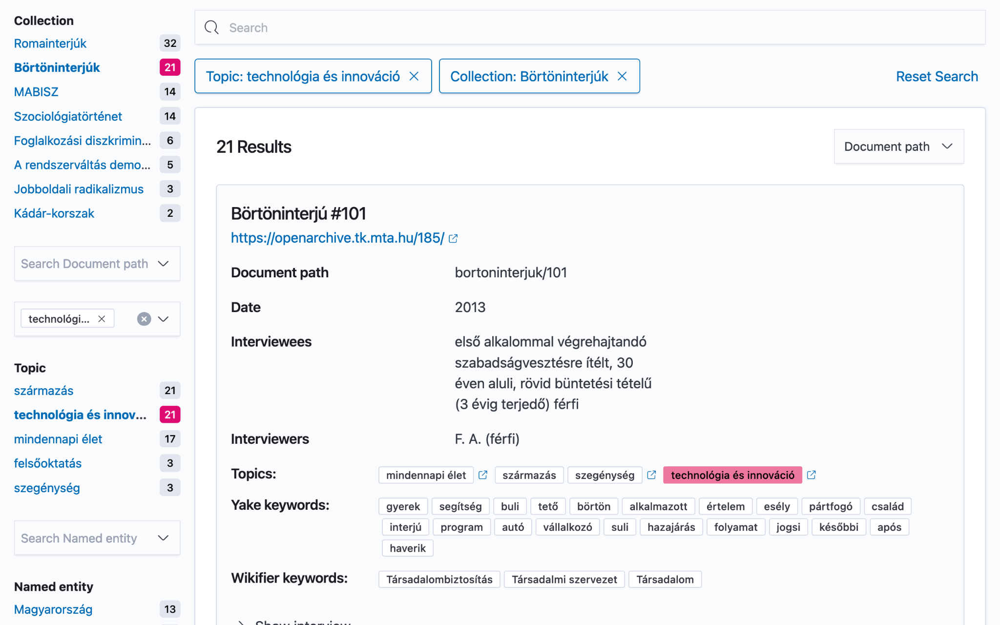 Collection
Romainterjúk 32
Börtöninterjúk 21
MABISZ 14
Szociológiatörténet 14
Foglalkozási diszkrimin... 6
A rendszerváltás demo... 5
Jobboldali radikalizmus 3
Kádár-korszak 2
Search Document path
technológi...
Topic
származás 21
technológia és innov... 21
mindennapi élet 17
felsőoktatás 3
szegénység 3
Search Named entity
Named entity
Magyarország 13
Search
Topic: technológia és innováció
Collection: Börtöninterjúk
Reset Search
21 Results
Document path
Börtöninterjú #101
https://openarchive.tk.mta.hu/185/
Document path bortoninterjuk/101
Date 2013
Interviewees első alkalommal végrehajtandó
szabadságvesztésre ítélt, 30
éven aluli, rövid büntetési tételű
(3 évig terjedő) férfi
Interviewers F. A. (férfi)
Topics: mindennapi élet származás szegénység technológia és innováció
Yake keywords: gyerek segítség buli tető börtön alkalmazott értelem esély pártfogó család
interjú program autó vállalkozó suli hazajárás folyamat jogsi későbbi após
haverik
Wikifier keywords: Társadalombiztosítás Társadalmi szervezet Társadalom
Show interview